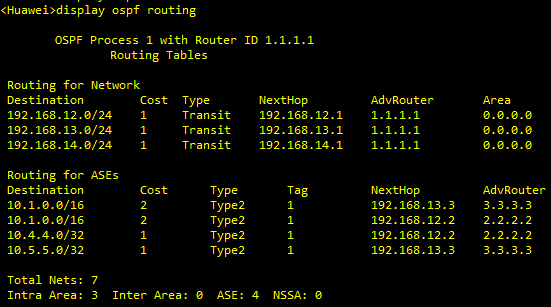 <Huawei>display ospf routing
OSPF Process 1 with Router ID 1.1.1.1
Routing Tables
Routing for Network
Destination Cost Type NextHop AdvRouter Area
192.168.12.0/24 1 Transit 192.168.12.1 1.1.1.1 0.0.0.0
192.168.13.0/24 1 Transit 192.168.13.1 1.1.1.1 0.0.0.0
192.168.14.0/24 1 Transit 192.168.14.1 1.1.1.1 0.0.0.0
Routing for ASEs
Destination Cost Type Tag NextHop AdvRouter
10.1.0.0/16 2 Type2 1 192.168.13.3 3.3.3.3
10.1.0.0/16 2 Type2 1 192.168.12.2 2.2.2.2
10.4.4.0/32 1 Type2 1 192.168.12.2 2.2.2.2
10.5.5.0/32 1 Type2 1 192.168.13.3 3.3.3.3
Total Nets: 7
Intra Area: 3 Inter Area: 0 ASE: 4 NSSA: 0